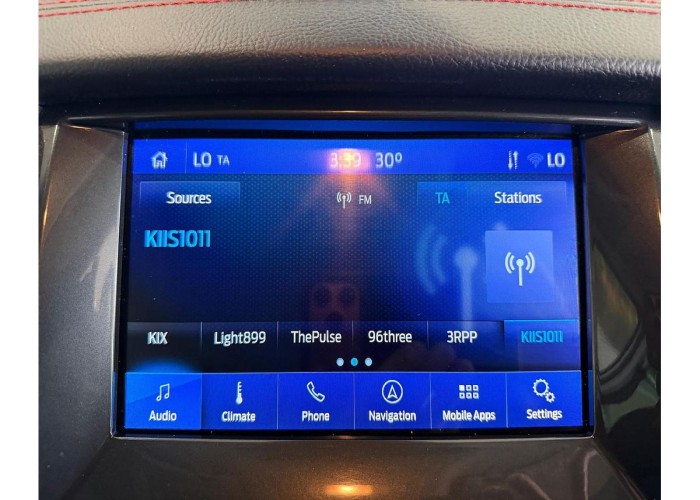 LO TA 3:39 30° LO
Sources FM TA Stations
KIIS1011
KIX Light899 ThePulse 96three 3RPP KIIS1011
Audio Climate Phone Navigation Mobile Apps Settings